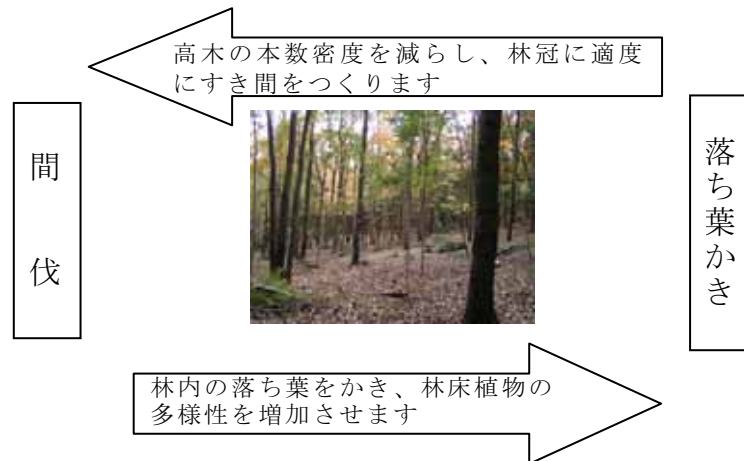 高木の本数密度を減らし、林冠に適度
にすき間をつくります
間伐
落ち葉かき
林内の落ち葉をかき、林床植物の
多様性を増加させます